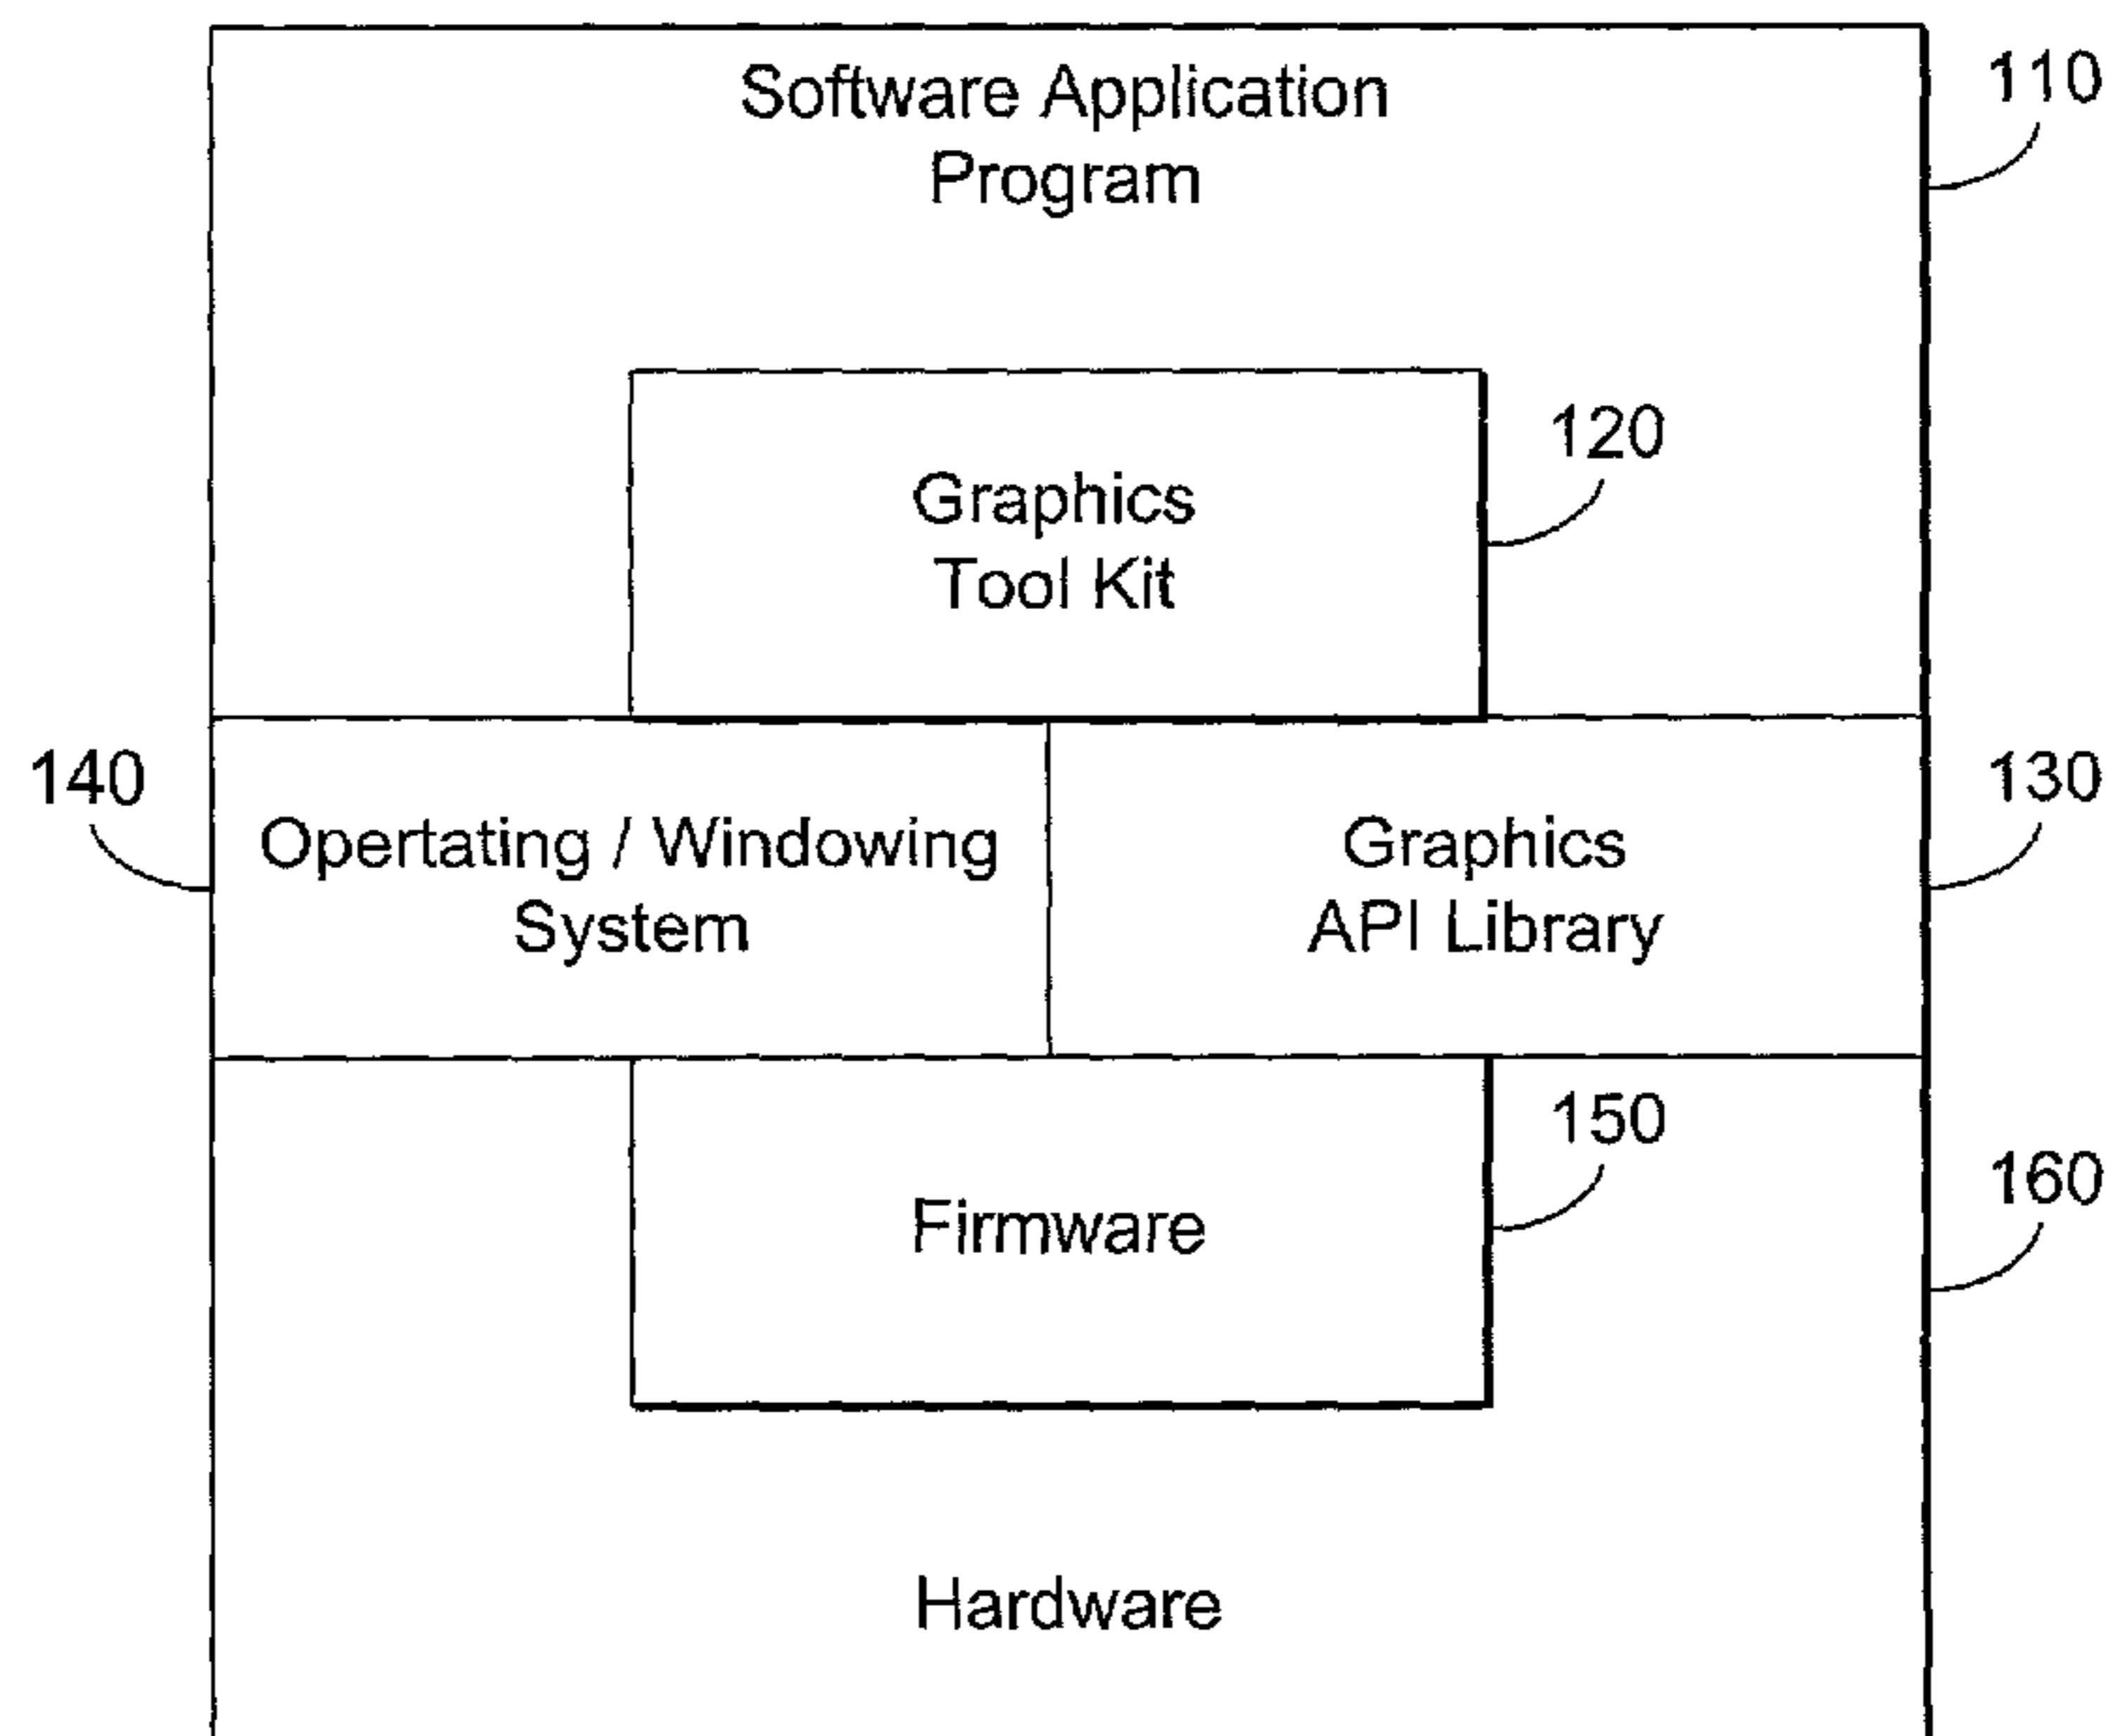 Software Application
Program
110
Graphics
Tool Kit
120
140
Opertating / Windowing
System
Graphics
API Library
130
Firmware
150
160
Hardware